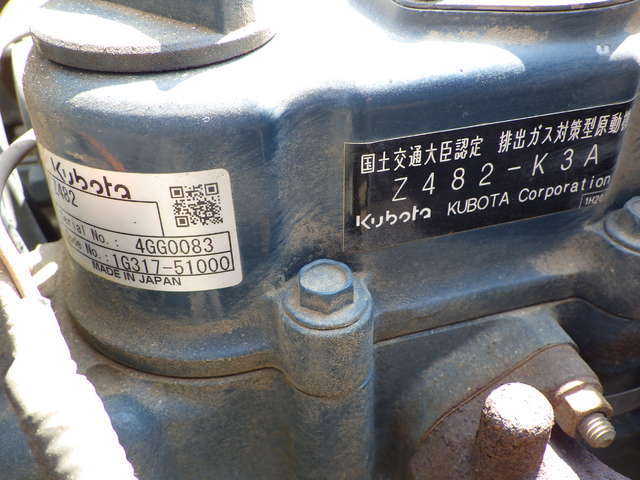 Kubota
Z482
Serial No.: 4GG0083
Code No.: 1G317-51000
MADE IN JAPAN
国土交通大臣認定 排出ガス対策型原動機
Z482-K3A
Kubota KUBOTA Corporation